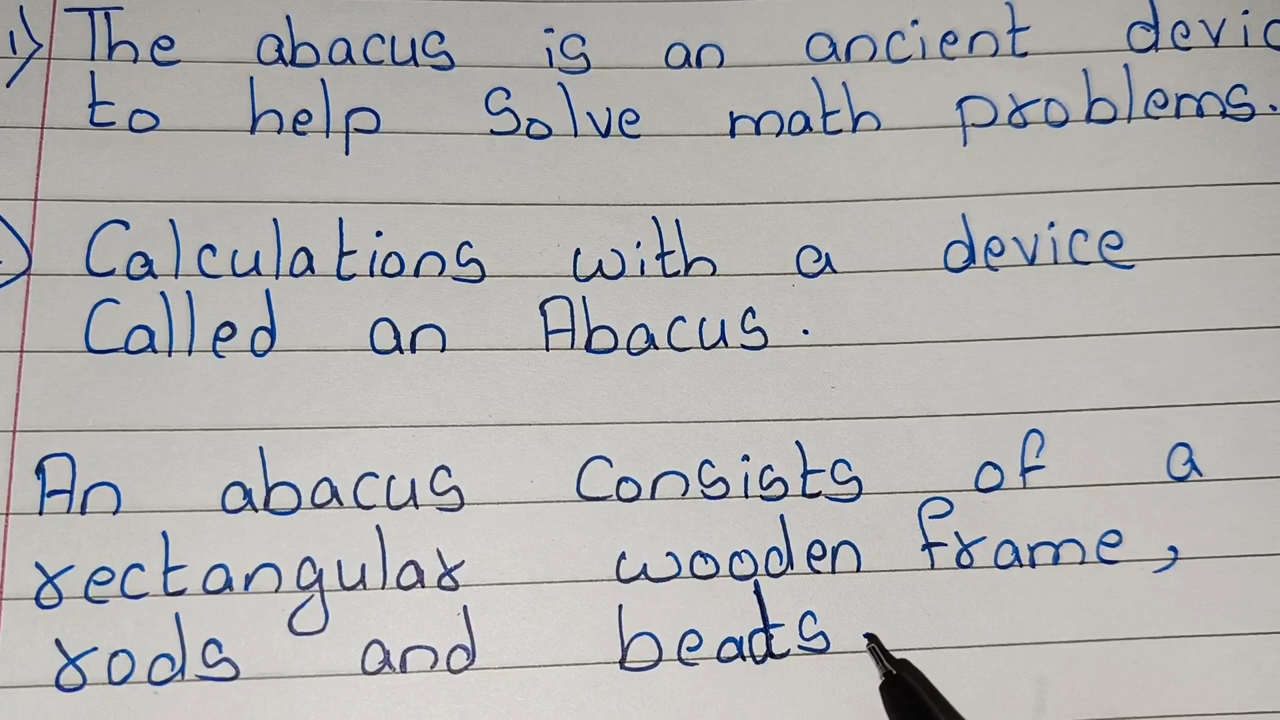 1) The abacus is an ancient devic
to help Solve math problems.
) Calculations with a device
Called an Abacus.
An abacus Consists of a
rectangular wooden frame,
rods and beads